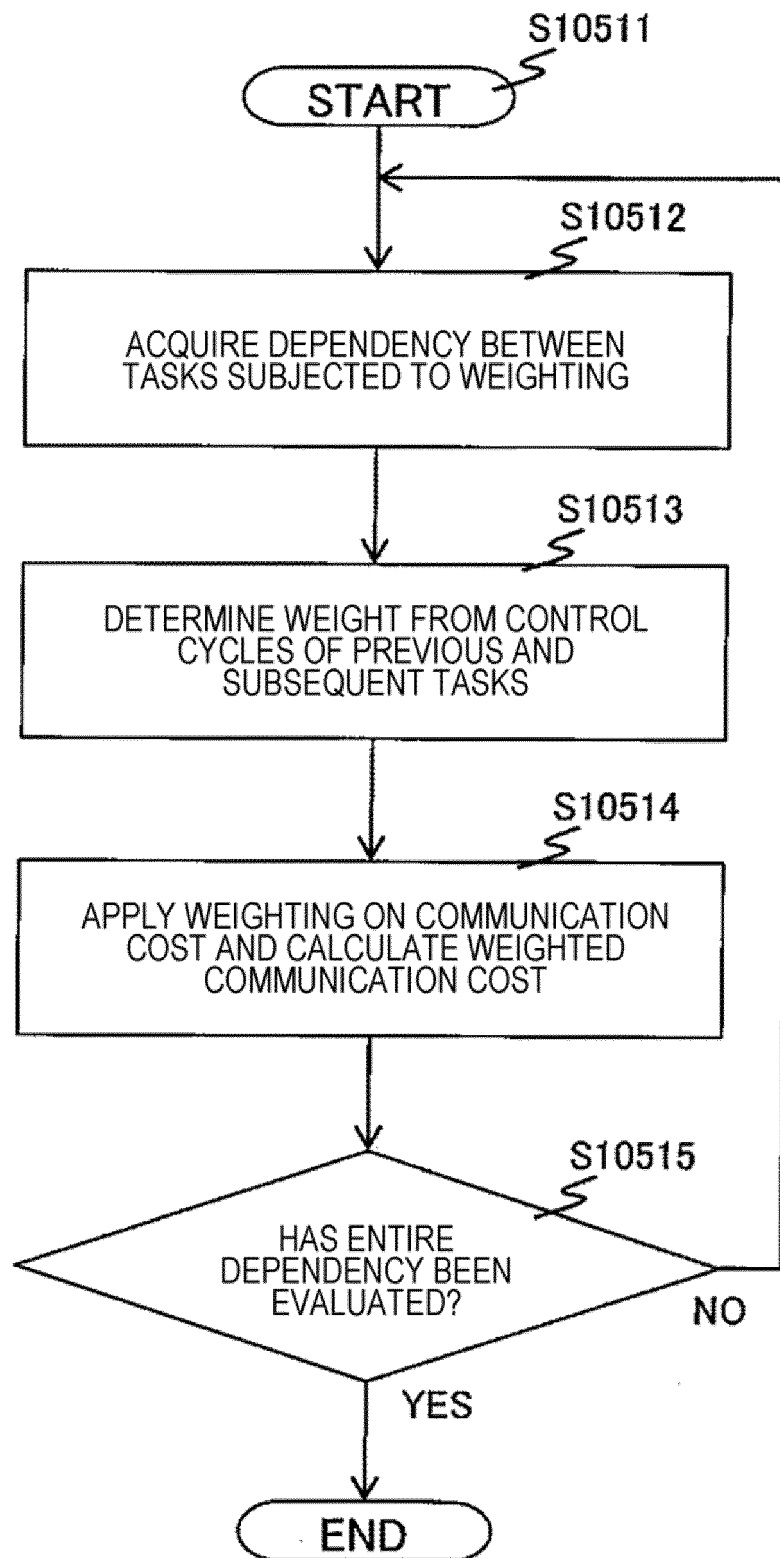 S10511
START
S10512
ACQUIRE DEPENDENCY BETWEEN
TASKS SUBJECTED TO WEIGHTING
S10513
DETERMINE WEIGHT FROM CONTROL
CYCLES OF PREVIOUS AND
SUBSEQUENT TASKS
S10514
APPLY WEIGHTING ON COMMUNICATION
COST AND CALCULATE WEIGHTED
COMMUNICATION COST
S10515
HAS ENTIRE
DEPENDENCY BEEN
EVALUATED?
NO
YES
END